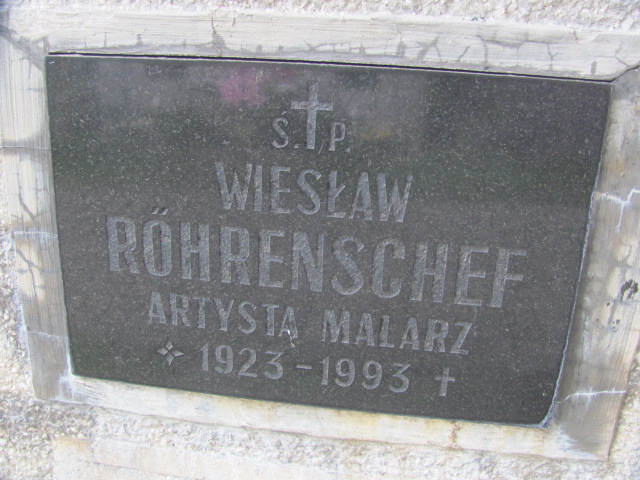 Ś. P.
WIESŁAW
RÖHRENSCHEF
ARTYSTA MALARZ
1923-1993